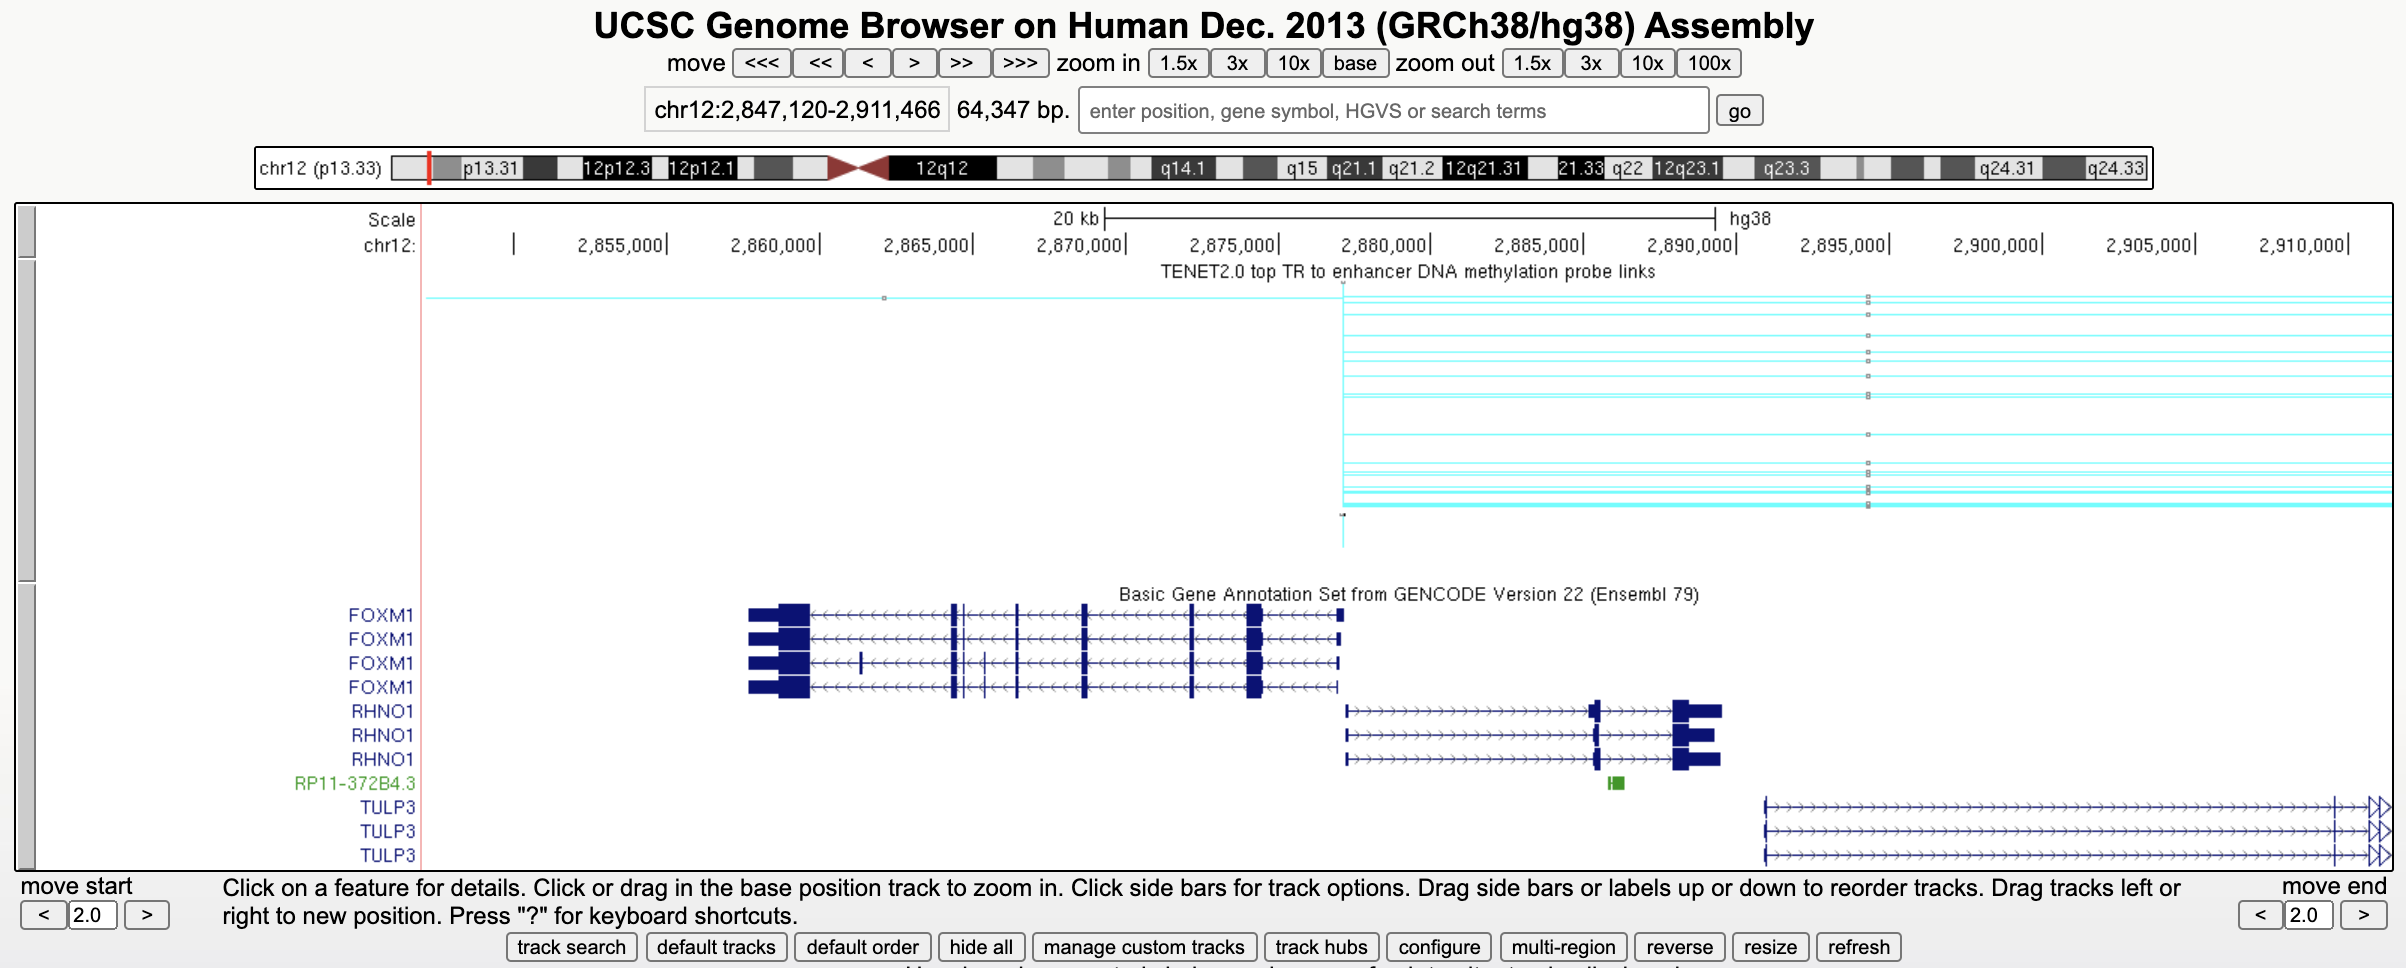 UCSC Genome Browser on Human Dec. 2013 (GRCh38/hg38) Assembly
move <<< << < > >> >>> zoom in 1.5x 3x 10x base zoom out 1.5x 3x 10x 100x
chr12:2,847,120-2,911,466 64,347 bp. enter position, gene symbol, HGVS or search terms go
chr12 (p13.33) p13.31 12p12.3 12p12.1 12q12 q14.1 q15 q21.1 q21.2 12q21.31 21.33 q22 12q23.1 q23.3 q24.31 q24.33
Scale 20 kb hg38
chr12: 2,855,000 2,860,000 2,865,000 2,870,000 2,875,000 2,880,000 2,885,000 2,890,000 2,895,000 2,900,000 2,905,000 2,910,000
TENET2.0 top TR to enhancer DNA methylation probe links
Basic Gene Annotation Set from GENCODE Version 22 (Ensembl 79)
FOXM1
FOXM1
FOXM1
FOXM1
RHNO1
RHNO1
RHNO1
RP11-372B4.3
TULP3
TULP3
TULP3
move start Click on a feature for details. Click or drag in the base position track to zoom in. Click side bars for track options. Drag side bars or labels up or down to reorder tracks. Drag tracks left or move end
< 2.0 > right to new position. Press "?" for keyboard shortcuts. < 2.0 >
track search default tracks default order hide all manage custom tracks track hubs configure multi-region reverse resize refresh